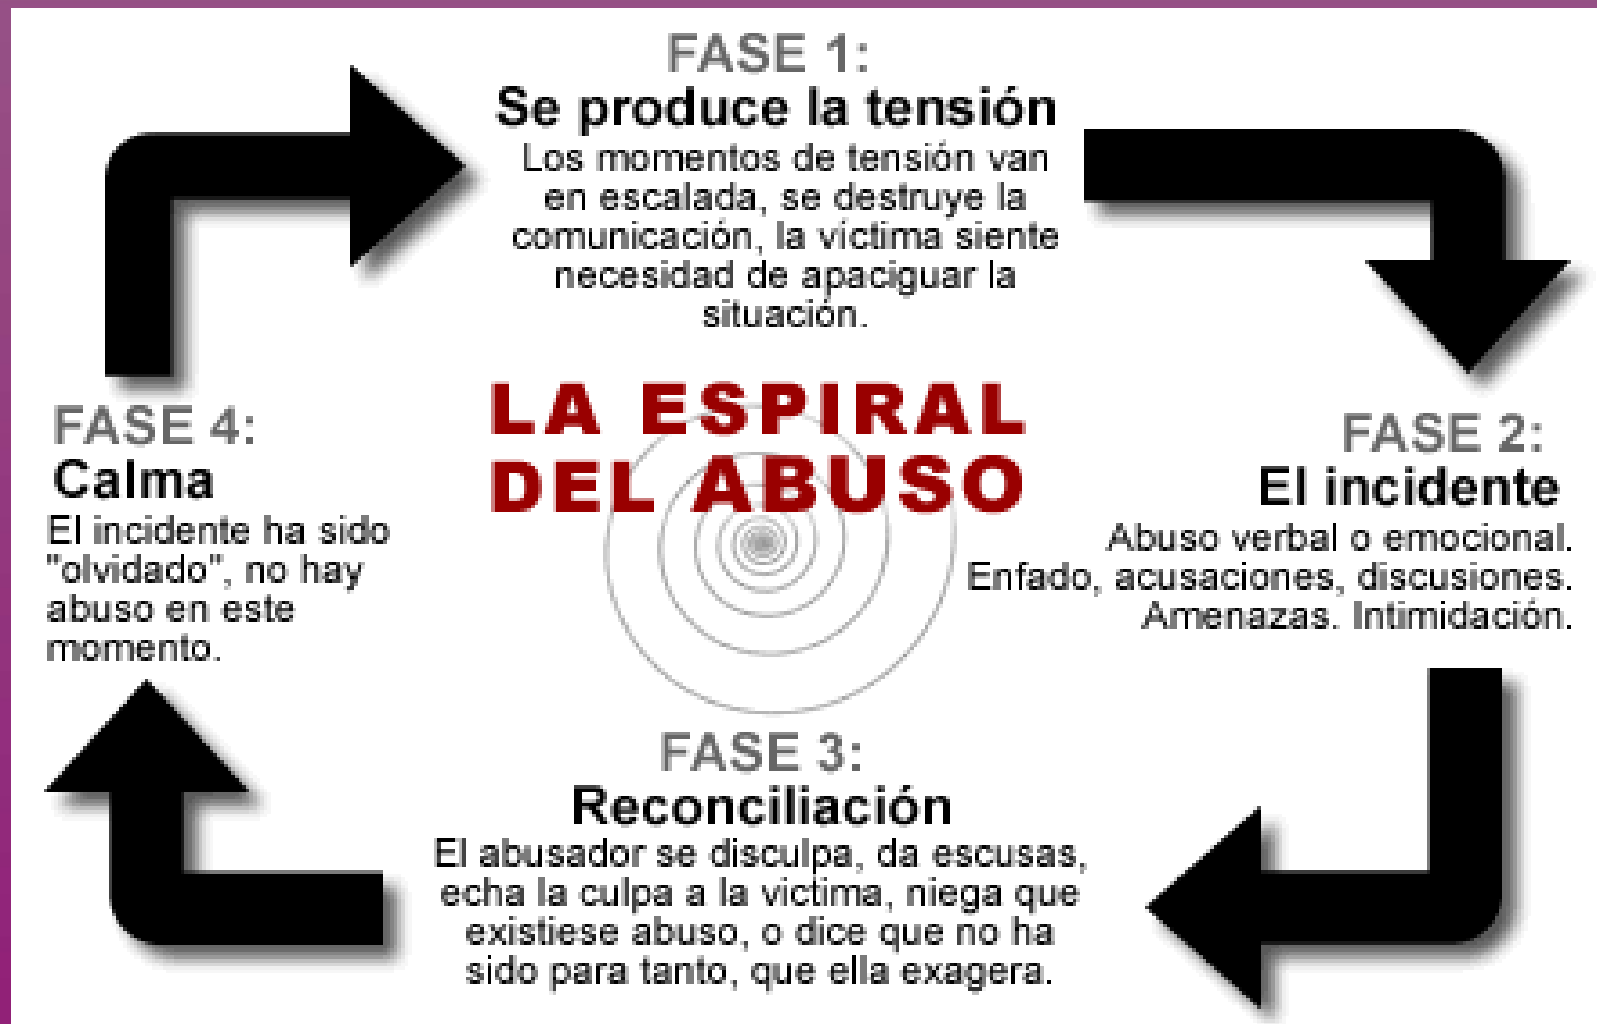 FASE 1:
Se produce la tensión
Los momentos de tensión van
en escalada, se destruye la
comunicación, la víctima siente
necesidad de apaciguar la
situación.
LA ESPIRAL
DEL ABUSO
FASE 2:
El incidente
Abuso verbal o emocional.
Enfado, acusaciones, discusiones.
Amenazas. Intimidación.
FASE 3:
Reconciliación
El abusador se disculpa, da escusas,
echa la culpa a la victima, niega que
existiese abuso, o dice que no ha
sido para tanto, que ella exagera.
FASE 4:
Calma
El incidente ha sido
"olvidado", no hay
abuso en este
momento.